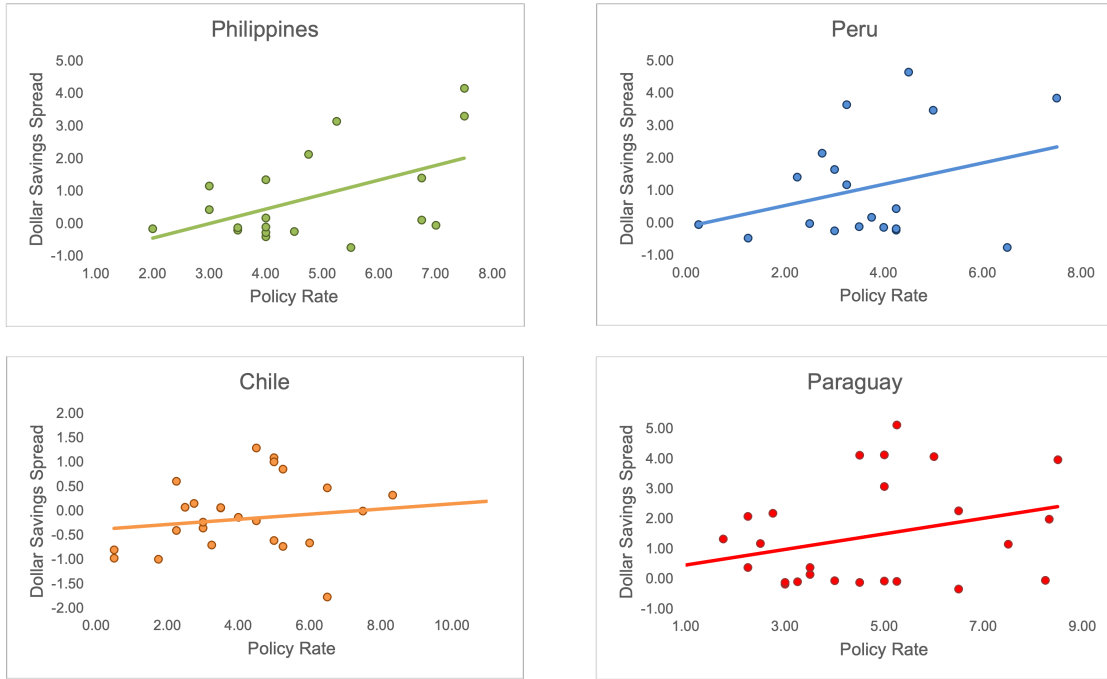 Philippines
Dollar Savings Spread
5.00
4.00
3.00
2.00
1.00
0.00
-1.00
1.00 2.00 3.00 4.00 5.00 6.00 7.00 8.00
Policy Rate
Peru
Dollar Savings Spread
5.00
4.00
3.00
2.00
1.00
0.00
-1.00
0.00 2.00 4.00 6.00 8.00
Policy Rate
Chile
Dollar Savings Spread
2.00
1.50
1.00
0.50
0.00
-0.50
-1.00
-1.50
-2.00
0.00 2.00 4.00 6.00 8.00 10.00
Policy Rate
Paraguay
Dollar Savings Spread
5.00
4.00
3.00
2.00
1.00
0.00
-1.00
1.00 3.00 5.00 7.00 9.00
Policy Rate